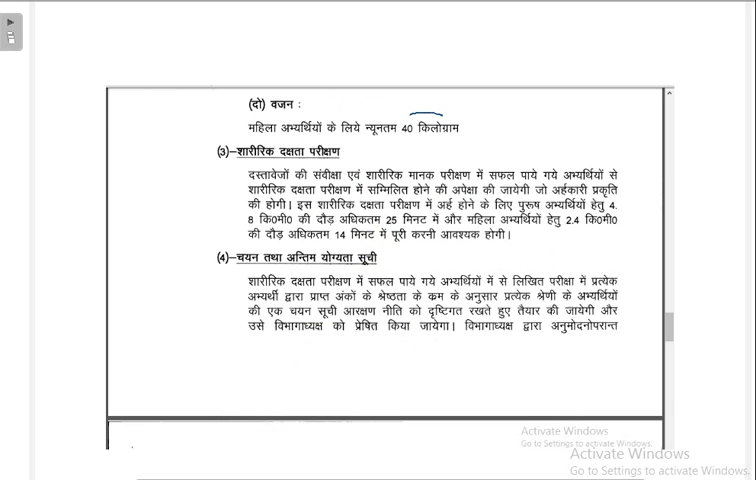 (दो) वजन :
महिला अभ्यर्थियों के लिये न्यूनतम 40 किलोग्राम
(3)–शारीरिक दक्षता परीक्षण
दस्तावेजों की संवीक्षा एवं शारीरिक मानक परीक्षण में सफल पाये गये अभ्यर्थियों से
शारीरिक दक्षता परीक्षण में सम्मिलित होने की अपेक्षा की जायेगी जो अर्हकारी प्रकृति
की होगी। इस शारीरिक दक्षता परीक्षण में अर्ह होने के लिए पुरूष अभ्यर्थियों हेतु 4.
8 कि0मी0 की दौड़ अधिकतम 25 मिनट में और महिला अभ्यर्थियों हेतु 2.4 कि0मी0
की दौड़ अधिकतम 14 मिनट में पूरी करनी आवश्यक होगी।
(4)–चयन तथा अन्तिम योग्यता सूची
शारीरिक दक्षता परीक्षण में सफल पाये गये अभ्यर्थियों में से लिखित परीक्षा में प्रत्येक
अभ्यर्थी द्वारा प्राप्त अंकों के श्रेष्ठता के क्रम के अनुसार प्रत्येक श्रेणी के अभ्यर्थियों
की एक चयन सूची आरक्षण नीति को दृष्टिगत रखते हुए तैयार की जायेगी और
उसे विभागाध्यक्ष को प्रेषित किया जायेगा। विभागाध्यक्ष द्वारा अनुमोदनोपरान्त
Activate Windows
Go to Settings to activate Windows.
Activate Windows
Go to Settings to activate Windows.